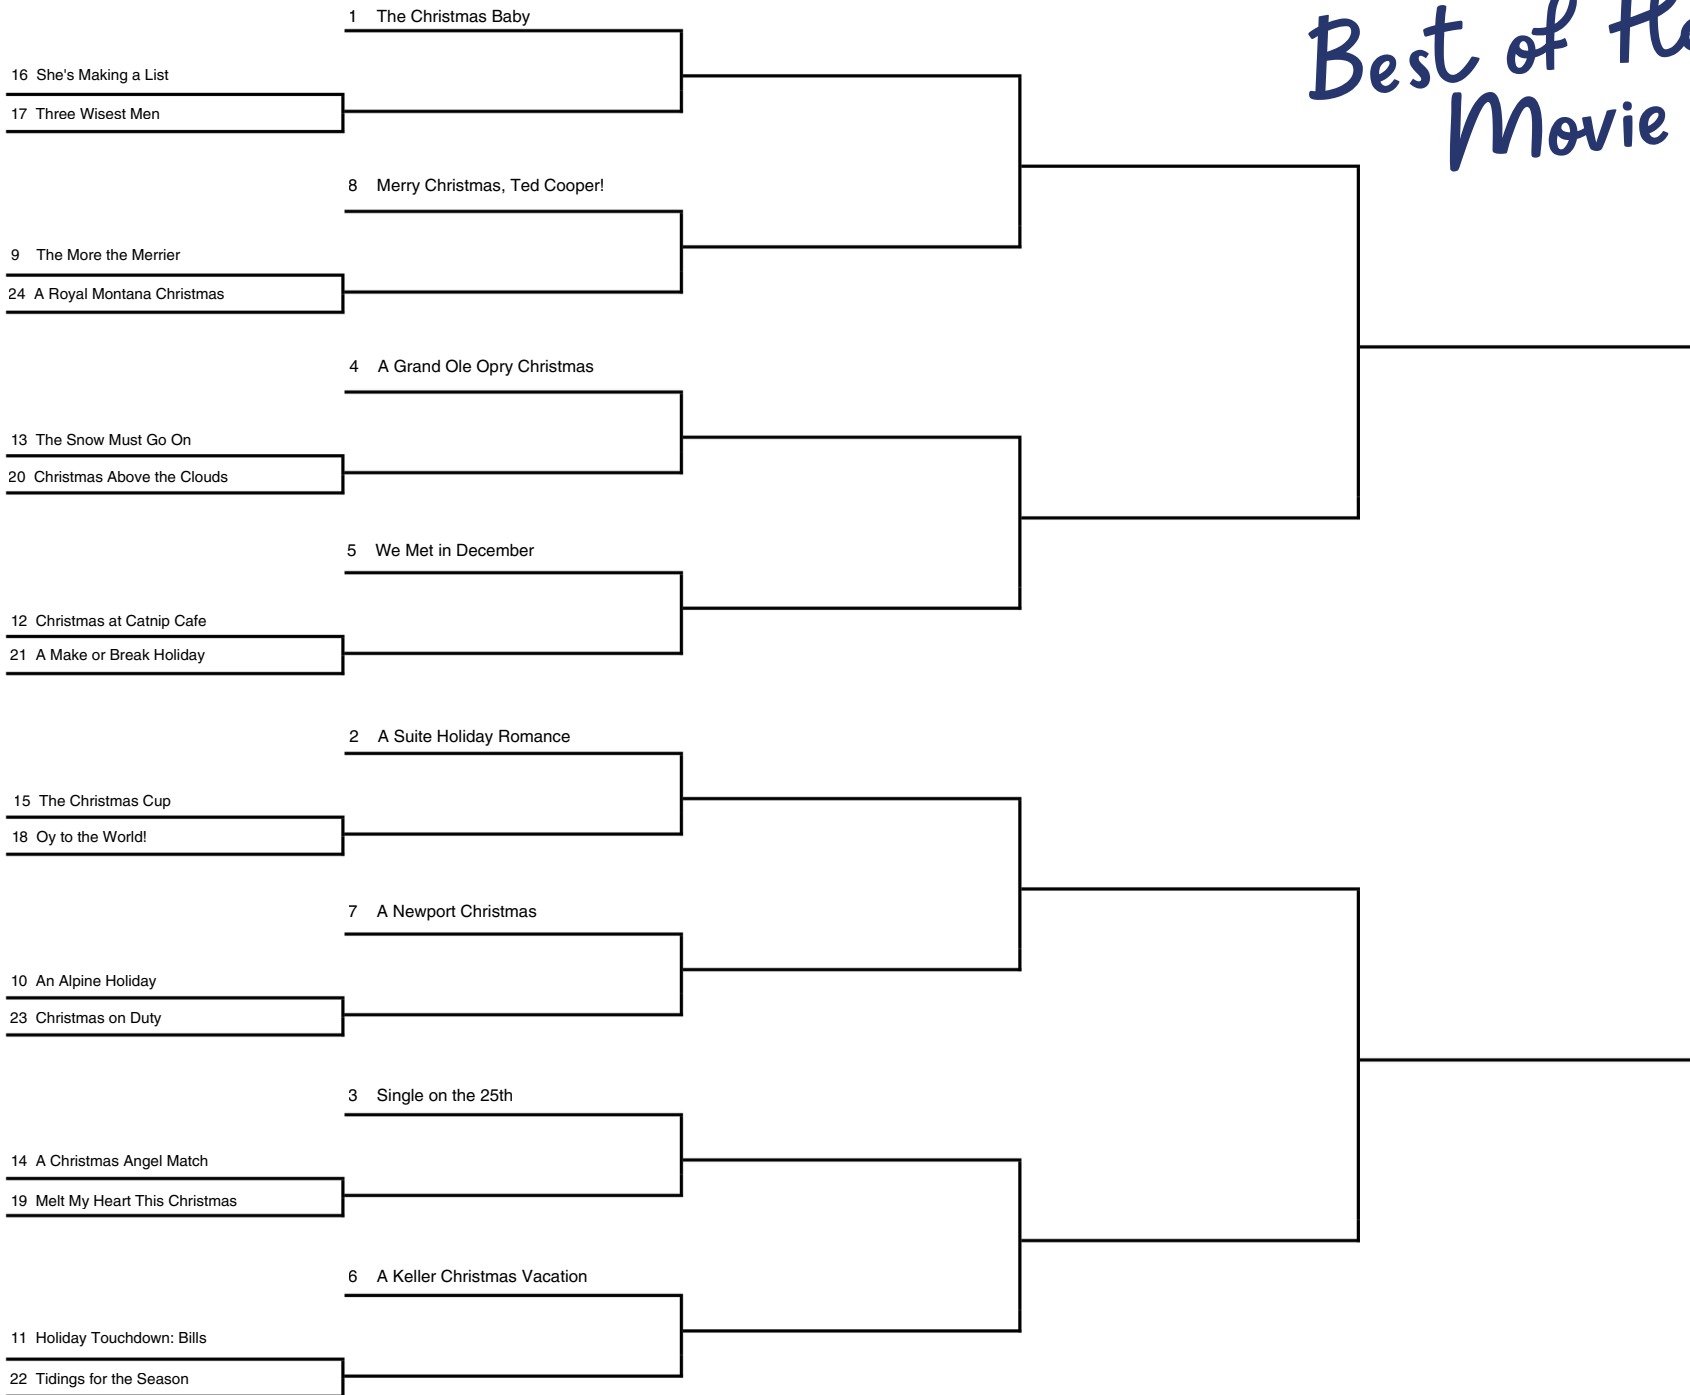 1 The Christmas Baby
16 She's Making a List
17 Three Wisest Men
8 Merry Christmas, Ted Cooper!
9 The More the Merrier
24 A Royal Montana Christmas
4 A Grand Ole Opry Christmas
13 The Snow Must Go On
20 Christmas Above the Clouds
5 We Met in December
12 Christmas at Catnip Cafe
21 A Make or Break Holiday
2 A Suite Holiday Romance
15 The Christmas Cup
18 Oy to the World!
7 A Newport Christmas
10 An Alpine Holiday
23 Christmas on Duty
3 Single on the 25th
14 A Christmas Angel Match
19 Melt My Heart This Christmas
6 A Keller Christmas Vacation
11 Holiday Touchdown: Bills
22 Tidings for the Season
Best of
Movie